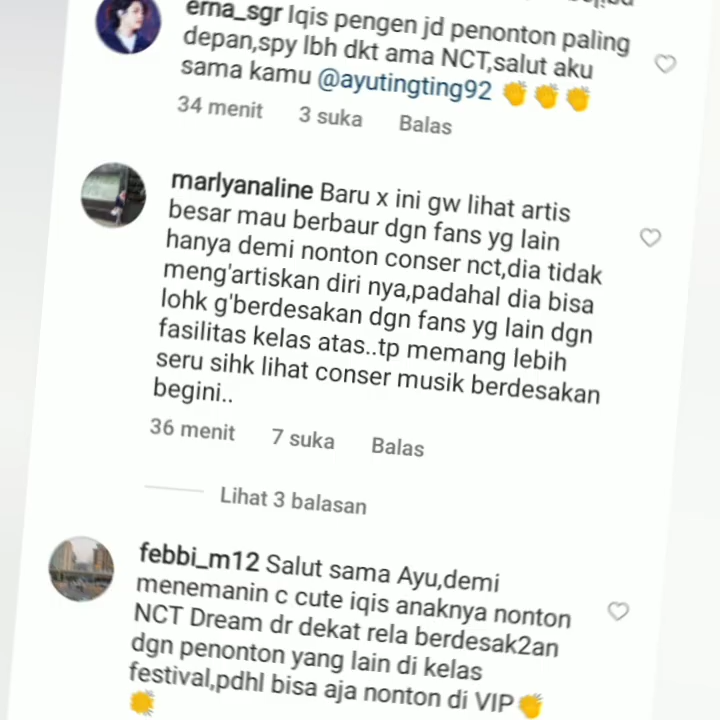 erna_sgr Iqis pengen jd penonton paling
depan,spy lbh dkt ama NCT,salut aku
sama kamu @ayutingting92 👏👏👏
34 menit 3 suka Balas
marlyanaline Baru x ini gw lihat artis
besar mau berbaur dgn fans yg lain
hanya demi nonton conser nct,dia tidak
meng'artiskan diri nya,padahal dia bisa
lohk g'berdesakan dgn fans yg lain dgn
fasilitas kelas atas..tp memang lebih
seru sihk lihat conser musik berdesakan
begini..
36 menit 7 suka Balas
Lihat 3 balasan
febbi_m12 Salut sama Ayu,demi
menemanin c cute iqis anaknya nonton
NCT Dream dr dekat rela berdesak2an
dgn penonton yang lain di kelas
festival,pdhl bisa aja nonton di VIP👏
👏